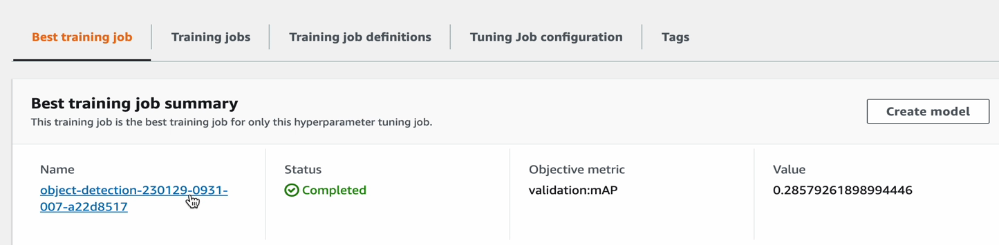 Best training job
Training jobs
Training job definitions
Tuning Job configuration
Tags
Best training job summary
This training job is the best training job for only this hyperparameter tuning job.
Create model
Name
object-detection-230129-0931-
007-a22d8517
Status
Completed
Objective metric
validation:mAP
Value
0.28579261898994446